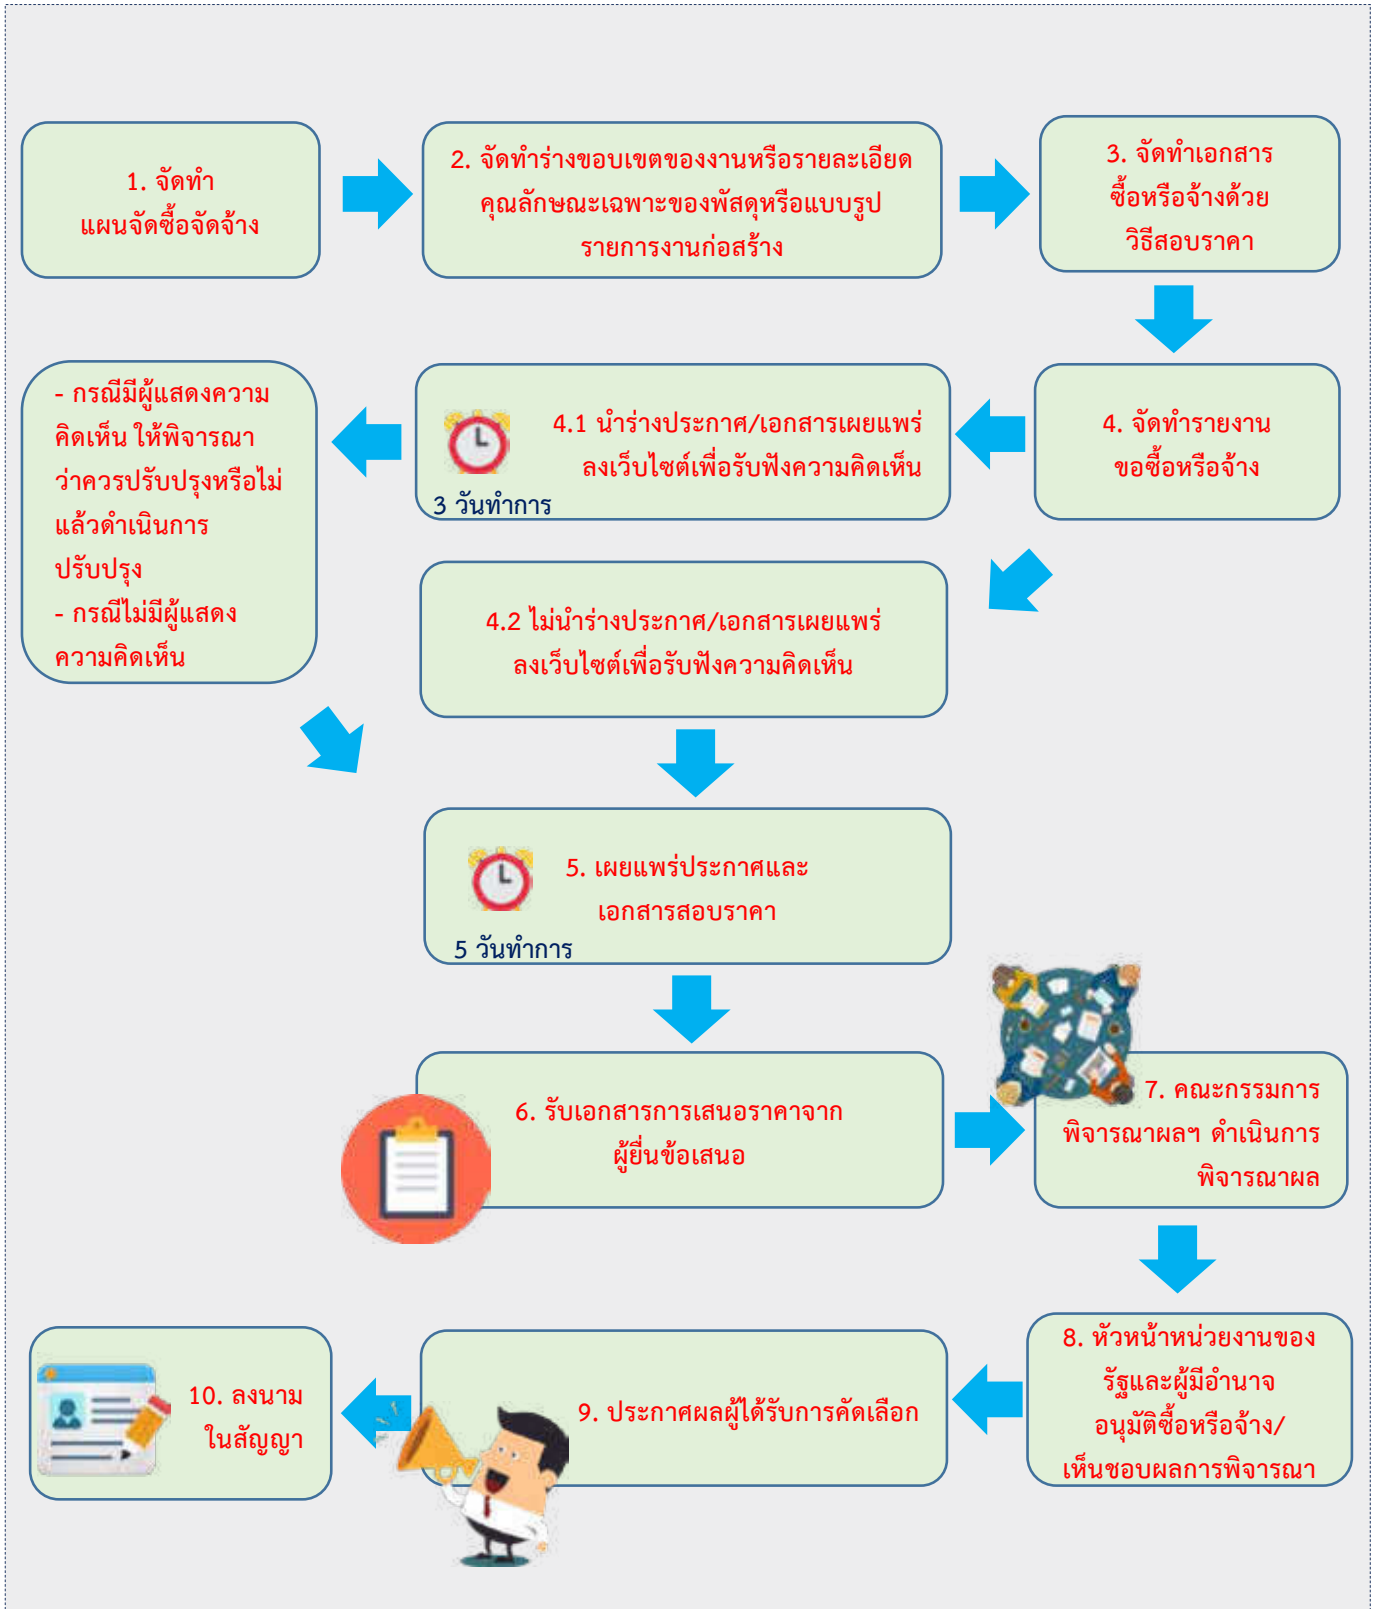 1. จัดทำ
แผนจัดซื้อจัดจ้าง
2. จัดทำร่างขอบเขตของงานหรือรายละเอียด
คุณลักษณะเฉพาะของพัสดุหรือแบบรูป
รายการงานก่อสร้าง
3. จัดทำเอกสาร
ซื้อหรือจ้างด้วย
วิธีสอบราคา
4. จัดทำรายงาน
ขอซื้อหรือจ้าง
4.1 นำร่างประกาศ/เอกสารเผยแพร่
ลงเว็บไซต์เพื่อรับฟังความคิดเห็น
3 วันทำการ
- กรณีมีผู้แสดงความ
คิดเห็น ให้พิจารณา
ว่าควรปรับปรุงหรือไม่
แล้วดำเนินการ
ปรับปรุง
- กรณีไม่มีผู้แสดง
ความคิดเห็น
4.2 ไม่นำร่างประกาศ/เอกสารเผยแพร่
ลงเว็บไซต์เพื่อรับฟังความคิดเห็น
5. เผยแพร่ประกาศและ
เอกสารสอบราคา
5 วันทำการ
6. รับเอกสารการเสนอราคาจาก
ผู้ยื่นข้อเสนอ
7. คณะกรรมการ
พิจารณาผลฯ ดำเนินการ
พิจารณาผล
8. หัวหน้าหน่วยงานของ
รัฐและผู้มีอำนาจ
อนุมัติซื้อหรือจ้าง/
เห็นชอบผลการพิจารณา
9. ประกาศผลผู้ได้รับการคัดเลือก
10. ลงนาม
ในสัญญา